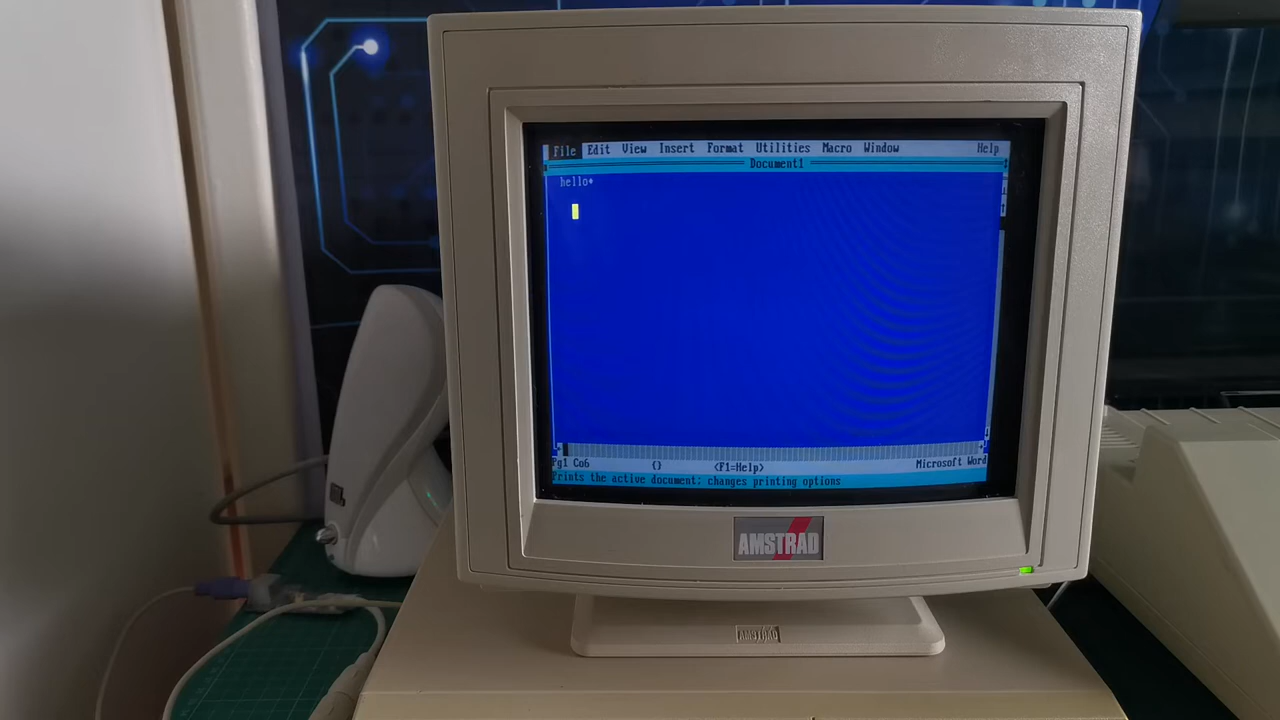 File Edit View Insert Format Utilities Macro Window Help
Document1
hello♦
Pg1 Co6 {} <F1=Help> Microsoft Word
Prints the active document; changes printing options
AMSTRAD
AMSTRAD